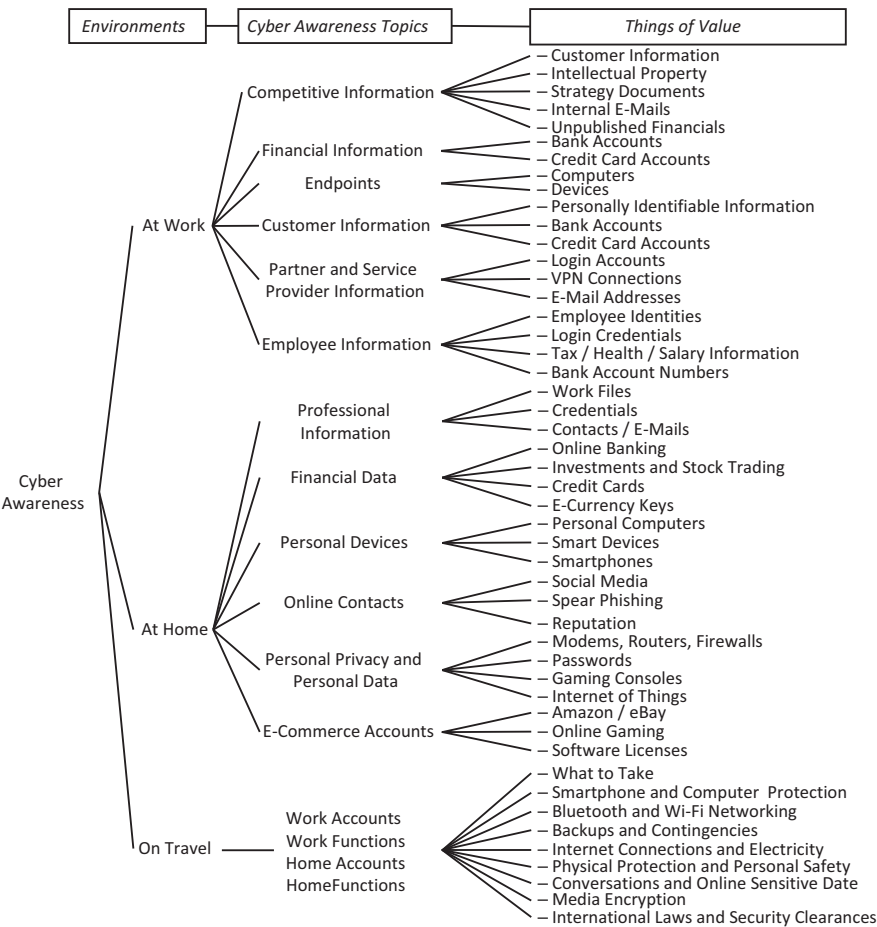 Environments
Cyber Awareness Topics
Things of Value
Cyber
Awareness
At Work
Competitive Information
– Customer Information
– Intellectual Property
– Strategy Documents
– Internal E-Mails
– Unpublished Financials
Financial Information
– Bank Accounts
– Credit Card Accounts
Endpoints
– Computers
– Devices
Customer Information
– Personally Identifiable Information
– Bank Accounts
– Credit Card Accounts
Partner and Service
Provider Information
– Login Accounts
– VPN Connections
– E-Mail Addresses
Employee Information
– Employee Identities
– Login Credentials
– Tax / Health / Salary Information
– Bank Account Numbers
At Home
Professional
Information
– Work Files
– Credentials
– Contacts / E-Mails
Financial Data
– Online Banking
– Investments and Stock Trading
– Credit Cards
– E-Currency Keys
Personal Devices
– Personal Computers
– Smart Devices
– Smartphones
Online Contacts
– Social Media
– Spear Phishing
– Reputation
Personal Privacy and
Personal Data
– Modems, Routers, Firewalls
– Passwords
– Gaming Consoles
– Internet of Things
E-Commerce Accounts
– Amazon / eBay
– Online Gaming
– Software Licenses
On Travel
Work Accounts
Work Functions
Home Accounts
HomeFunctions
– What to Take
– Smartphone and Computer Protection
– Bluetooth and Wi-Fi Networking
– Backups and Contingencies
– Internet Connections and Electricity
– Physical Protection and Personal Safety
– Conversations and Online Sensitive Date
– Media Encryption
– International Laws and Security Clearances